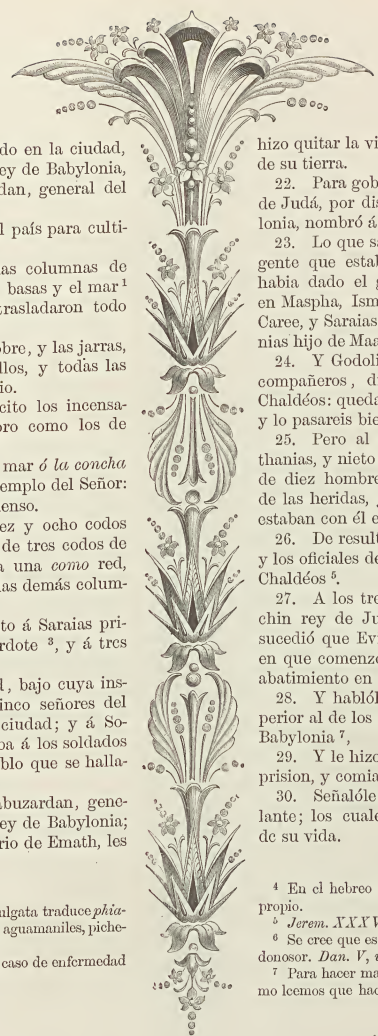 do en la ciudad,
ey de Babylonia,
dan, general del
l país para culti-
as columnas de
basas y el mar¹
trasladaron todo
bre, y las jarras,
llos, y todas las
io.
cito los incensa-
oro como los de
mar ó la concha
emplo del Señor:
enso.
ez y ocho codos
de tres codos de
a una como red,
as demás colum-
to á Saraias pri-
rdote ³, y á tres
d, bajo cuya ins-
inco señores del
ciudad; y á So-
ba á los soldados
blo que se halla-
abuzardan, gene-
ey de Babylonia;
rio de Emath, les
ulgata traduce phia-
aguamaniles, piche-
caso de enfermedad
hizo quitar la vi
de su tierra.
22. Para gob
de Judá, por dis
lonia, nombró á
23. Lo que sa
gente que estab
habia dado el g
en Maspha, Ism
Caree, y Saraias
nias hijo de Maa
24. Y Godoli
compañeros, d
Chaldéos: queda
y lo pasareis bie
25. Pero al
thanias, y nieto
de diez hombre
de las heridas, y
estaban con él e
26. De result
y los oficiales de
Chaldéos ⁵.
27. A los tre
chin rey de Ju
sucedió que Ev
en que comenzó
abatimiento en
28. Y hablól
perior al de los
Babylonia ⁷,
29. Y le hizo
prision, y comia
30. Señalóle
lante; los cuale
de su vida.
⁴ En el hebreo
propio.
⁵ Jerem. XXXV
⁶ Se cree que es
donosor. Dan. V, v
⁷ Para hacer ma
mo leemos que hac